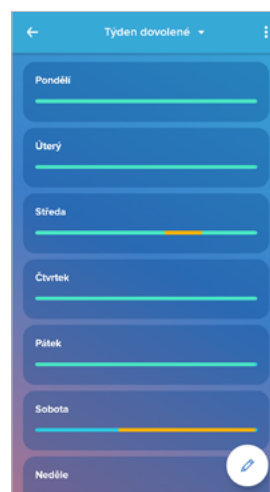 Týden dovolené
Pondělí
Úterý
Středa
Čtvrtek
Pátek
Sobota
Neděle